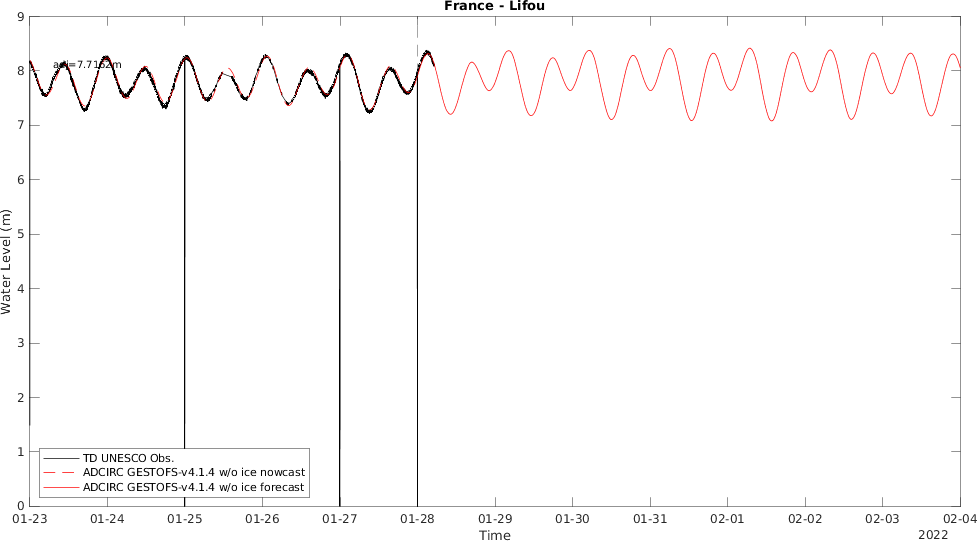 France - Lifou
9
8
7
6
5
4
3
2
1
0
Water Level (m)
TD UNESCO Obs.
ADCIRC GESTOFS-v4.1.4 w/o ice nowcast
ADCIRC GESTOFS-v4.1.4 w/o ice forecast
01-23 01-24 01-25 01-26 01-27 01-28 01-29 01-30 01-31 02-01 02-02 02-03 02-04
Time
2022